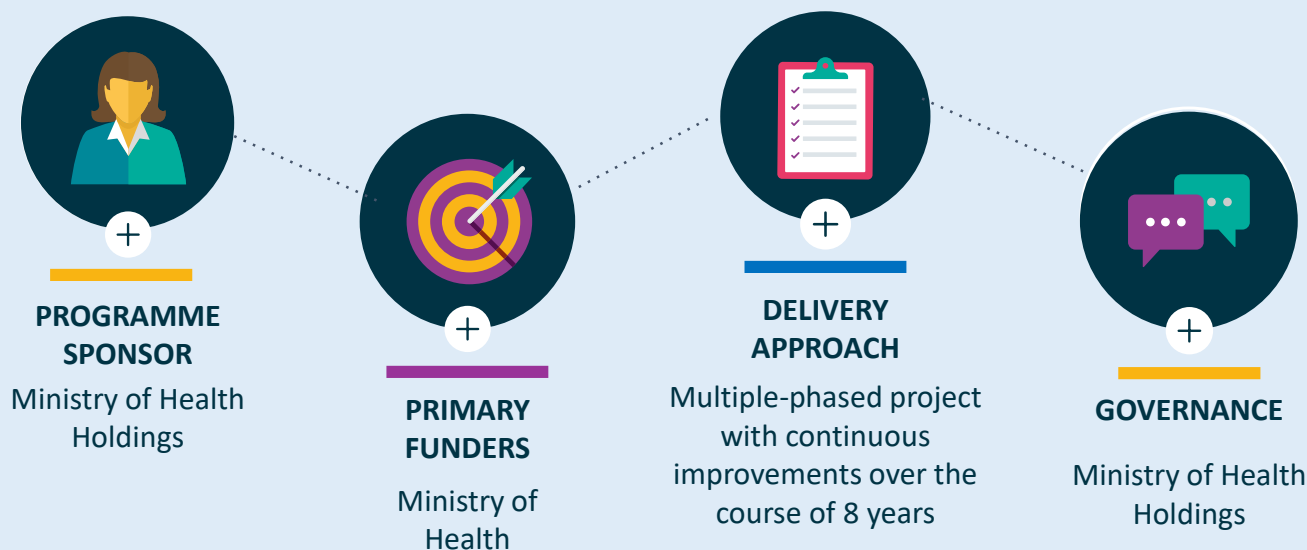 PROGRAMME
SPONSOR
Ministry of Health
Holdings
PRIMARY
FUNDERS
Ministry of
Health
DELIVERY
APPROACH
Multiple-phased project
with continuous
improvements over the
course of 8 years
GOVERNANCE
Ministry of Health
Holdings